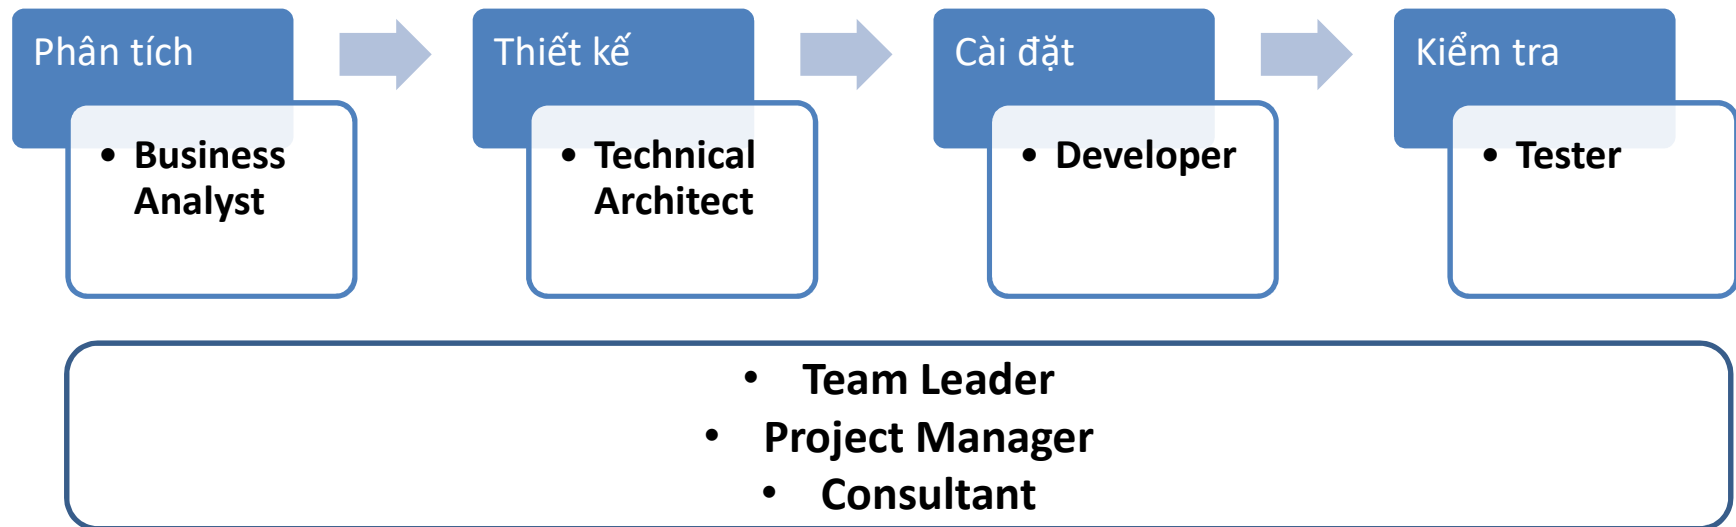 Phân tích
Thiết kế
Cài đặt
Kiểm tra
• Business
Analyst
• Technical
Architect
• Developer
• Tester
• Team Leader
• Project Manager
• Consultant